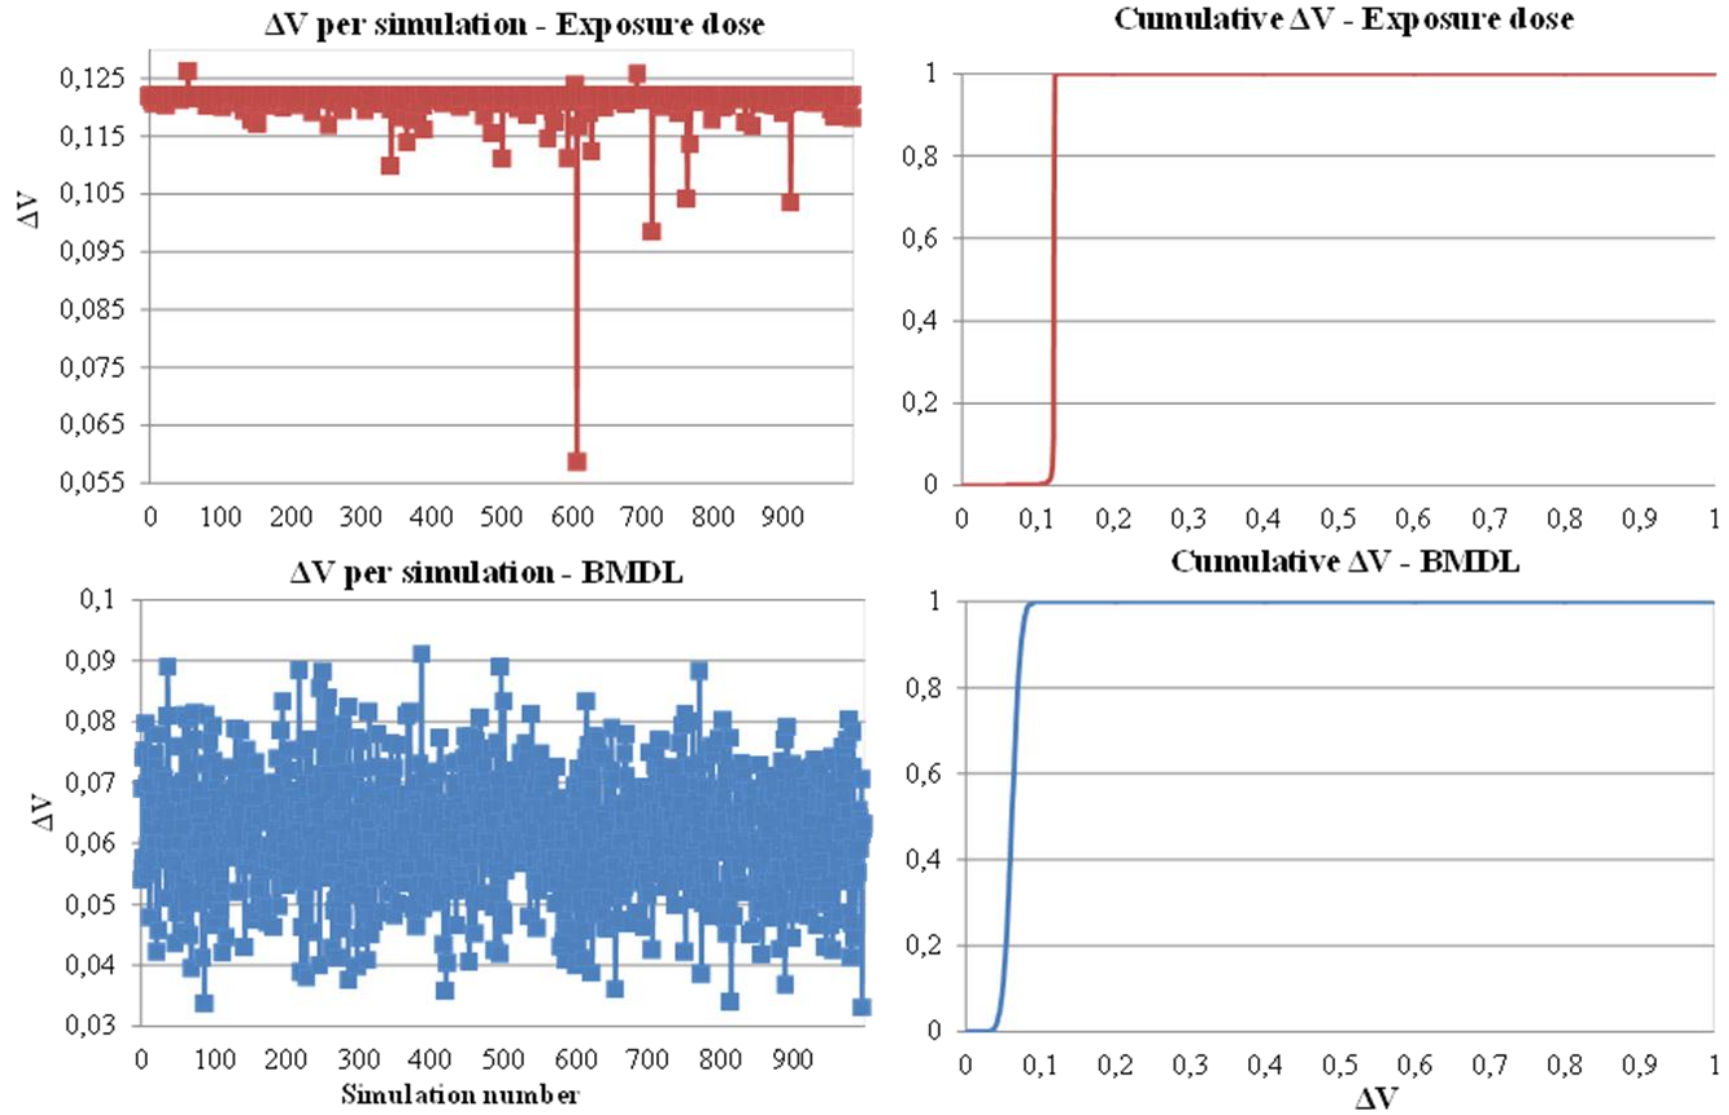 ΔV per simulation - Exposure dose
0,125
0,115
0,105
0,095
0,085
0,075
0,065
0,055
ΔV
0 100 200 300 400 500 600 700 800 900
Cumulative ΔV - Exposure dose
1
0,8
0,6
0,4
0,2
0
0 0,1 0,2 0,3 0,4 0,5 0,6 0,7 0,8 0,9 1
ΔV per simulation - BMDL
0,1
0,09
0,08
0,07
0,06
0,05
0,04
0,03
ΔV
0 100 200 300 400 500 600 700 800 900
Simulation number
Cumulative ΔV - BMDL
1
0,8
0,6
0,4
0,2
0
0 0,1 0,2 0,3 0,4 0,5 0,6 0,7 0,8 0,9 1
ΔV